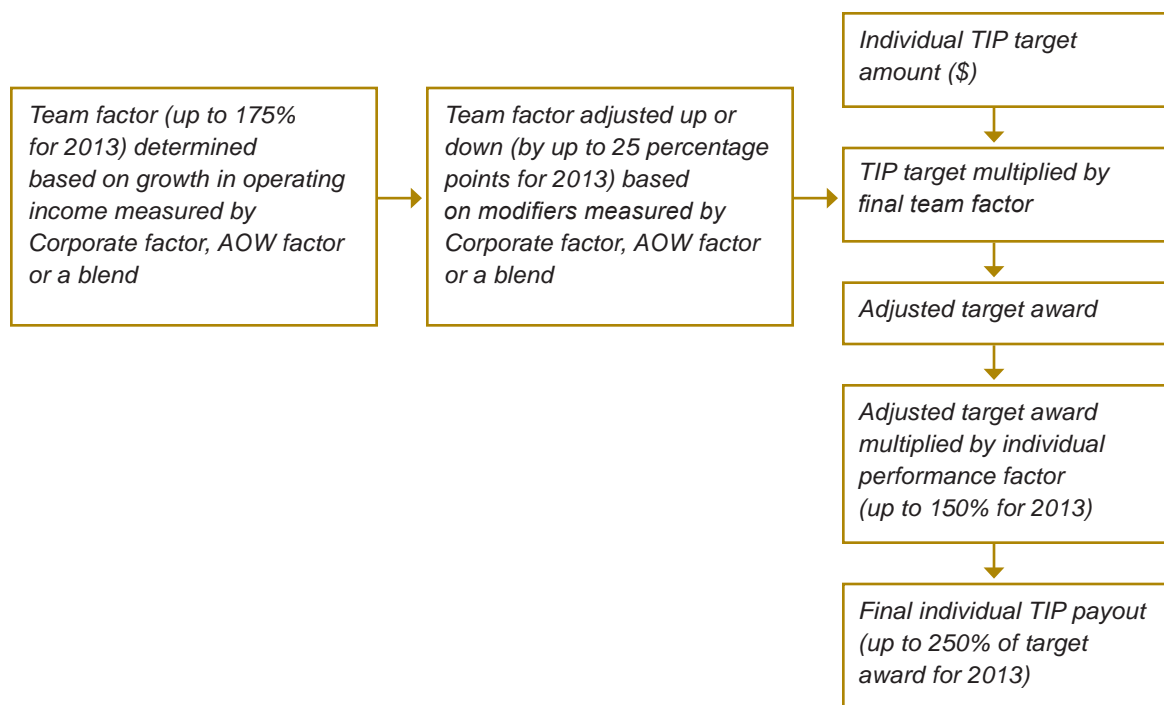 Team factor (up to 175%
for 2013) determined
based on growth in operating
income measured by
Corporate factor, AOW factor
or a blend
Team factor adjusted up or
down (by up to 25 percentage
points for 2013) based
on modifiers measured by
Corporate factor, AOW factor
or a blend
Individual TIP target
amount ($)
TIP target multiplied by
final team factor
Adjusted target award
Adjusted target award
multiplied by individual
performance factor
(up to 150% for 2013)
Final individual TIP payout
(up to 250% of target
award for 2013)